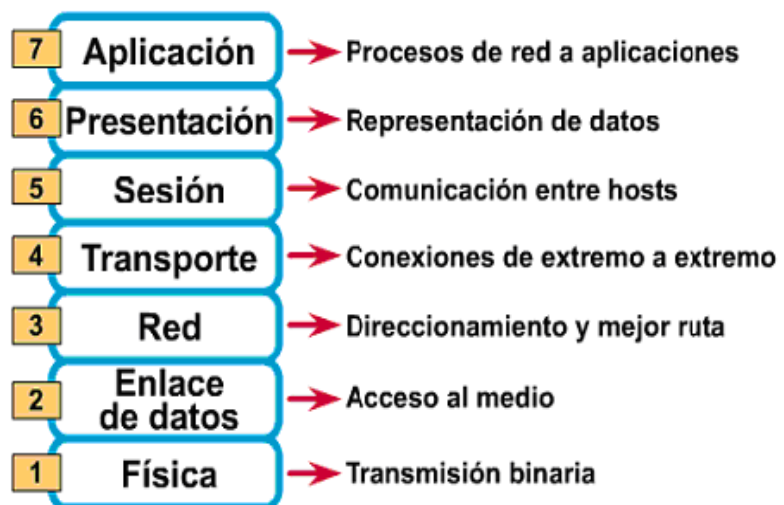 7 Aplicación Procesos de red a aplicaciones
6 Presentación Representación de datos
5 Sesión Comunicación entre hosts
4 Transporte Conexiones de extremo a extremo
3 Red Direccionamiento y mejor ruta
2 Enlace
de datos Acceso al medio
1 Física Transmisión binaria